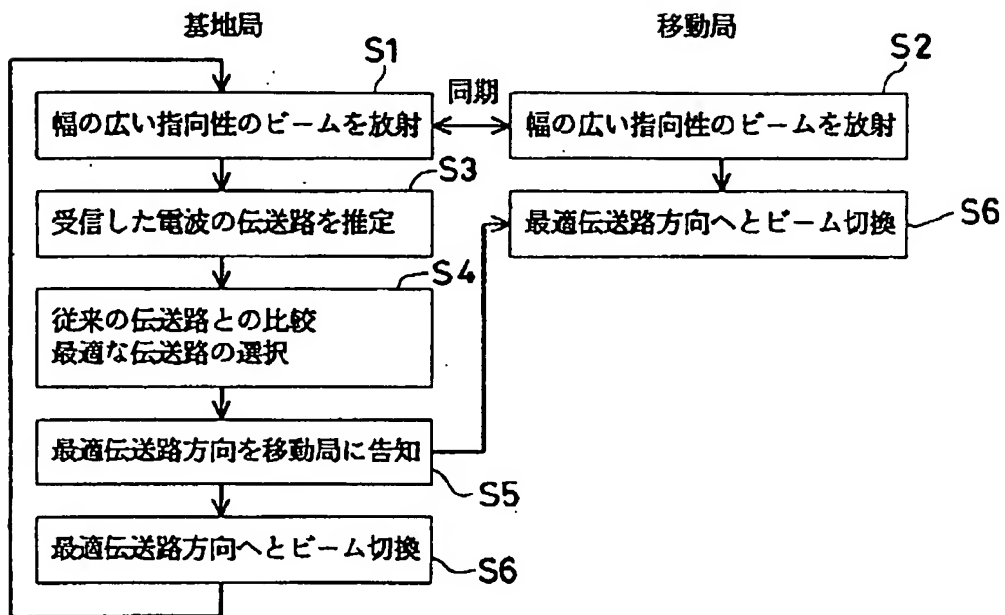 基地局
移動局
S1
S2
同期
幅の広い指向性のビームを放射
幅の広い指向性のビームを放射
S3
受信した電波の伝送路を推定
最適伝送路方向へとビーム切換
S6
S4
従来の伝送路との比較
最適な伝送路の選択
最適伝送路方向を移動局に告知
S5
最適伝送路方向へとビーム切換
S6